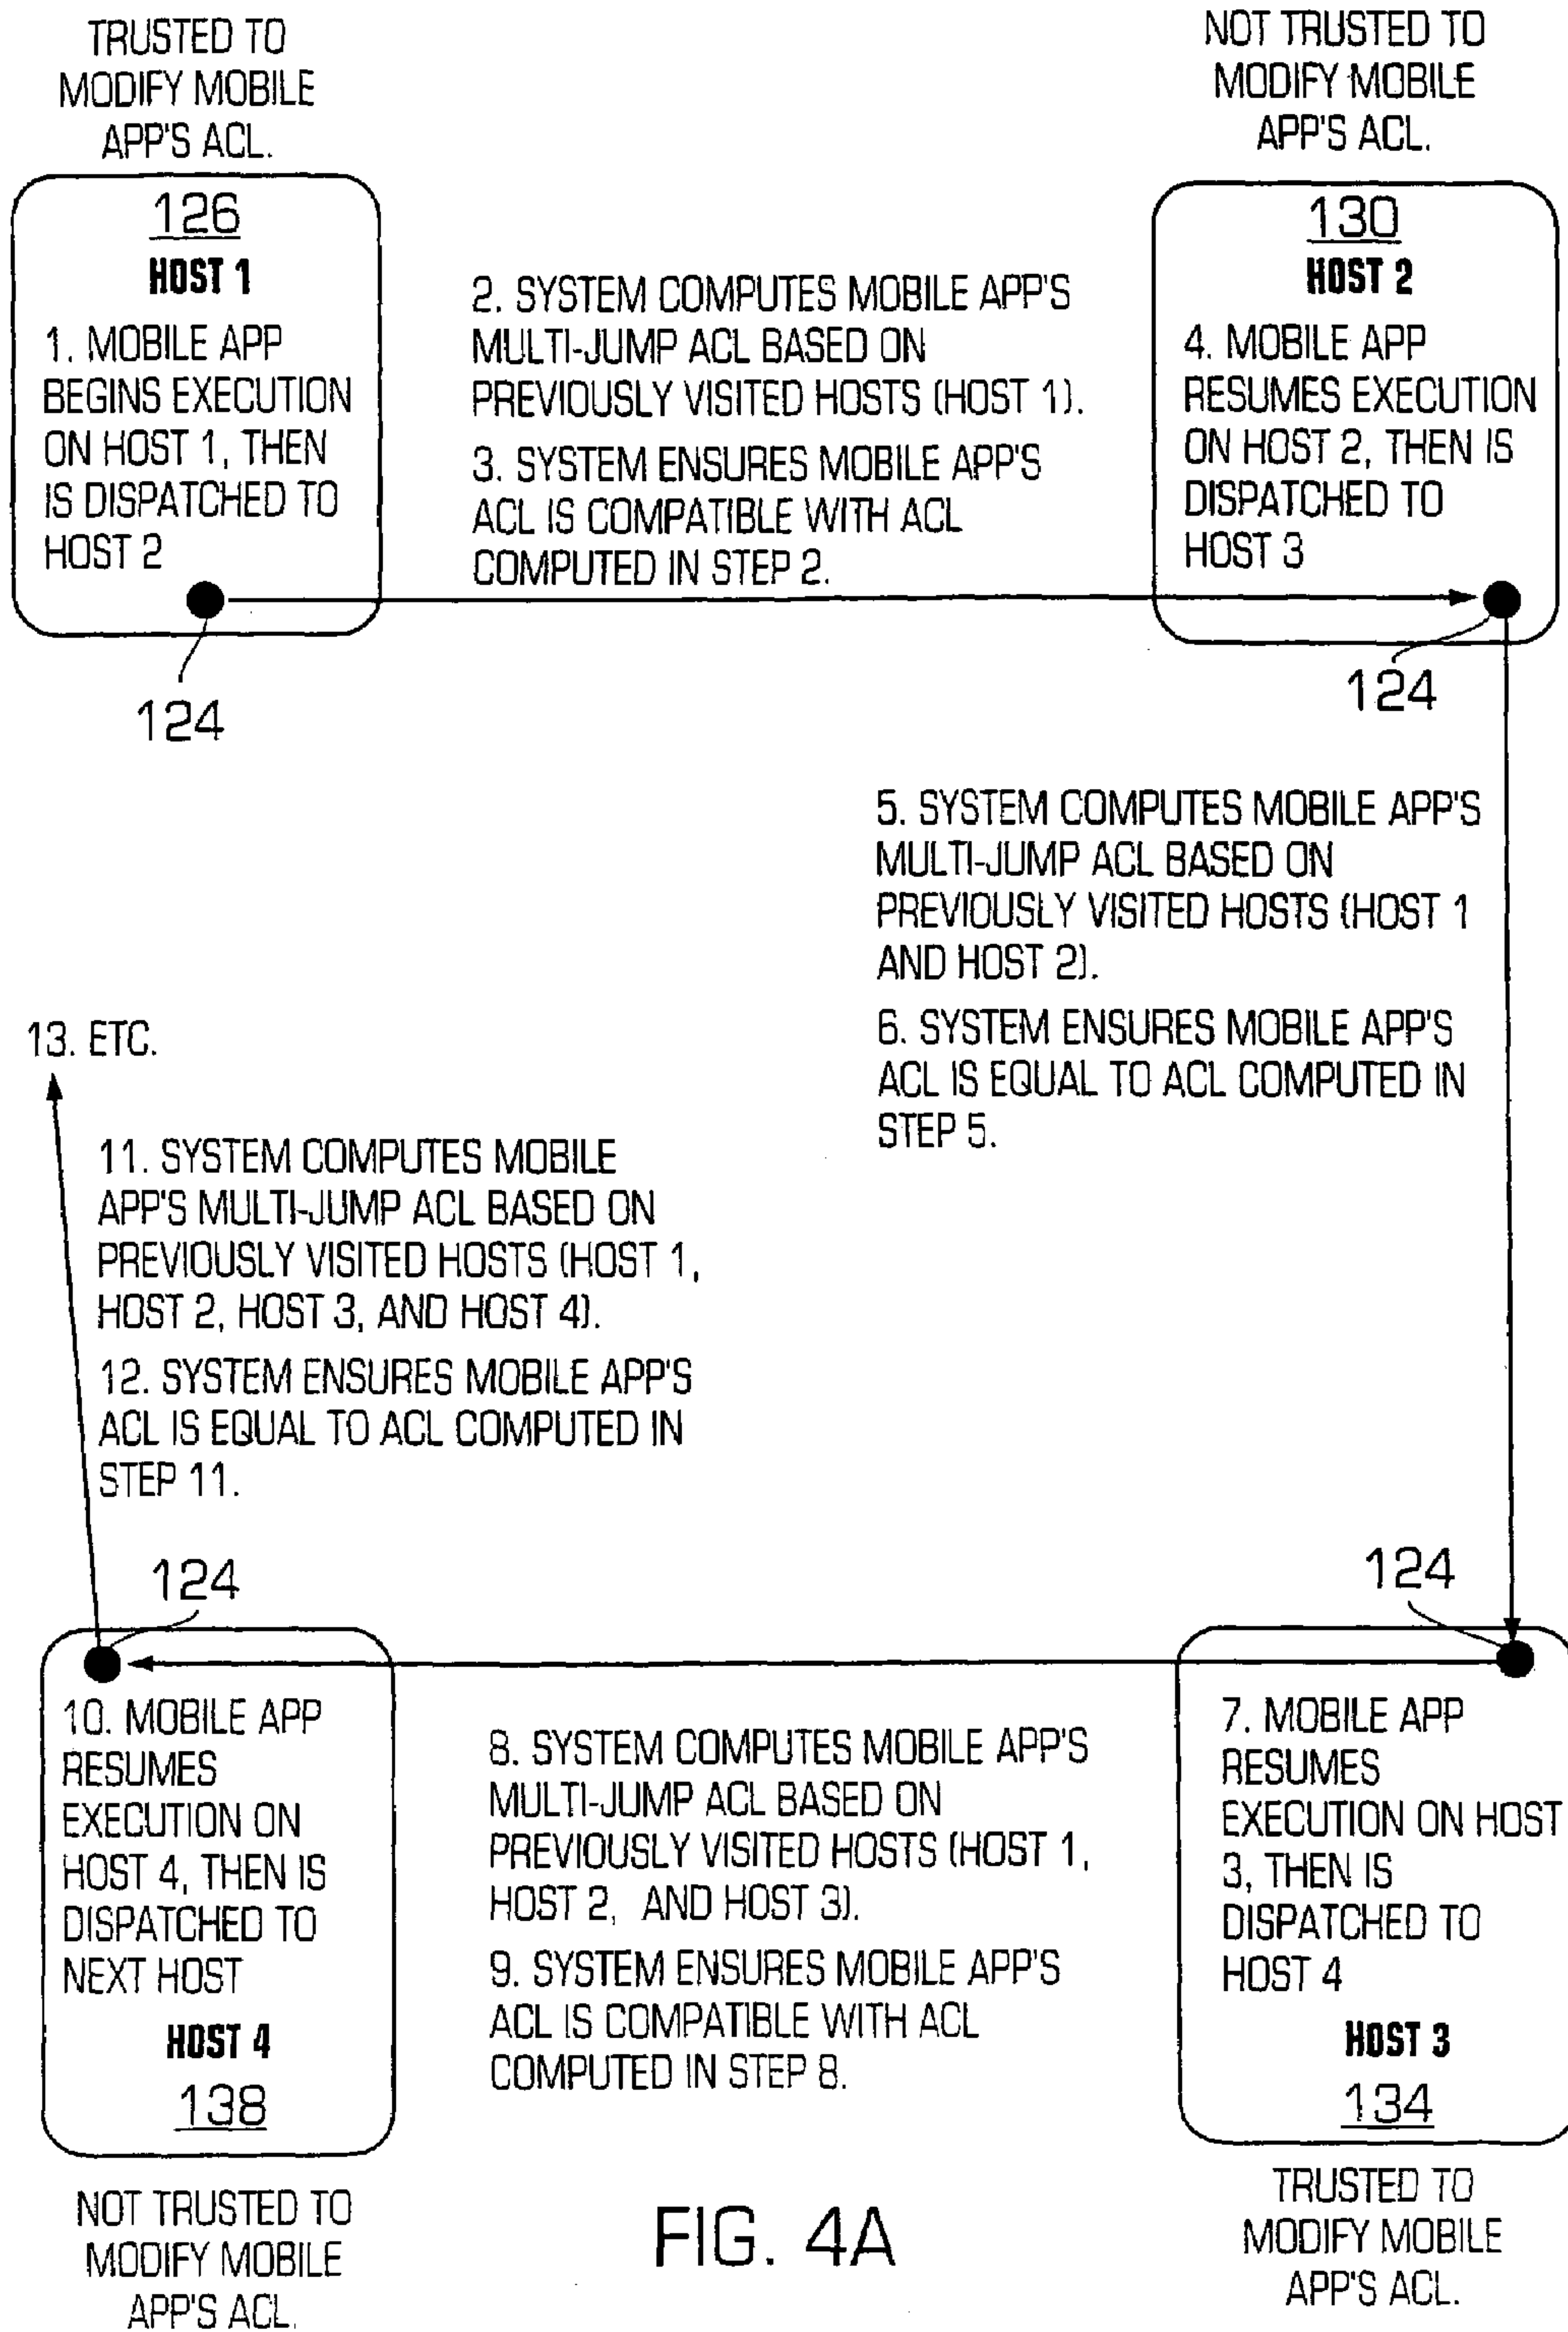 TRUSTED TO
MODIFY MOBILE
APP'S ACL.
126
HOST 1
1. MOBILE APP
BEGINS EXECUTION
ON HOST 1, THEN
IS DISPATCHED TO
HOST 2
124
2. SYSTEM COMPUTES MOBILE APP'S
MULTI-JUMP ACL BASED ON
PREVIOUSLY VISITED HOSTS (HOST 1).
3. SYSTEM ENSURES MOBILE APP'S
ACL IS COMPATIBLE WITH ACL
COMPUTED IN STEP 2.
NOT TRUSTED TO
MODIFY MOBILE
APP'S ACL.
130
HOST 2
4. MOBILE APP
RESUMES EXECUTION
ON HOST 2, THEN IS
DISPATCHED TO
HOST 3
124
5. SYSTEM COMPUTES MOBILE APP'S
MULTI-JUMP ACL BASED ON
PREVIOUSLY VISITED HOSTS (HOST 1
AND HOST 2).
6. SYSTEM ENSURES MOBILE APP'S
ACL IS EQUAL TO ACL COMPUTED IN
STEP 5.
124
7. MOBILE APP
RESUMES
EXECUTION ON HOST
3, THEN IS
DISPATCHED TO
HOST 4
HOST 3
134
TRUSTED TO
MODIFY MOBILE
APP'S ACL.
8. SYSTEM COMPUTES MOBILE APP'S
MULTI-JUMP ACL BASED ON
PREVIOUSLY VISITED HOSTS (HOST 1,
HOST 2, AND HOST 3).
9. SYSTEM ENSURES MOBILE APP'S
ACL IS COMPATIBLE WITH ACL
COMPUTED IN STEP 8.
124
10. MOBILE APP
RESUMES
EXECUTION ON
HOST 4, THEN IS
DISPATCHED TO
NEXT HOST
HOST 4
138
NOT TRUSTED TO
MODIFY MOBILE
APP'S ACL.
11. SYSTEM COMPUTES MOBILE
APP'S MULTI-JUMP ACL BASED ON
PREVIOUSLY VISITED HOSTS (HOST 1,
HOST 2, HOST 3, AND HOST 4).
12. SYSTEM ENSURES MOBILE APP'S
ACL IS EQUAL TO ACL COMPUTED IN
STEP 11.
13. ETC.
FIG. 4A